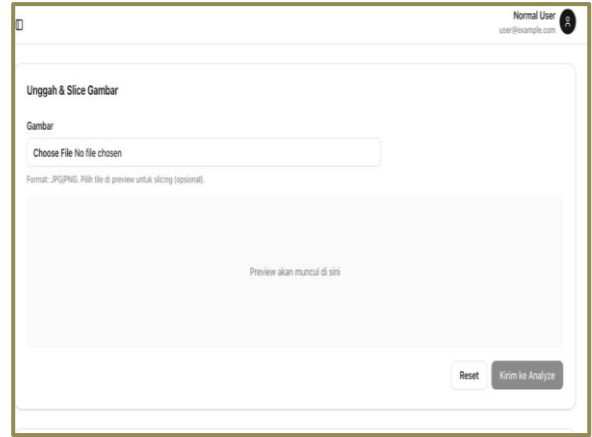 Normal User
user@example.com
Unggah & Slice Gambar
Gambar
Choose File No file chosen
Format: JPG/PNG. Pilih tile di preview untuk slicing (opsional).
Preview akan muncul di sini
Reset
Kirim ke Analyze